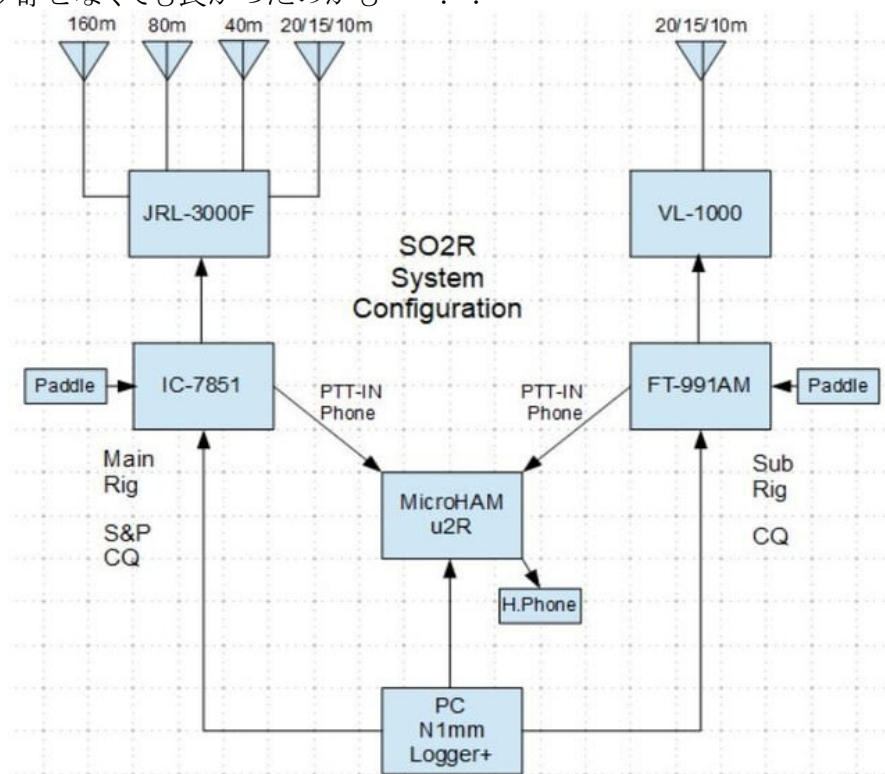 160m 80m 40m 20/15/10m 20/15/10m
JRL-3000F
VL-1000
SO2R
System
Configuration
Paddle
IC-7851
PTT-IN
Phone
PTT-IN
Phone
FT-991AM
Paddle
Main
Rig
S&P
CQ
MicroHAM
u2R
Sub
Rig
CQ
H.Phone
PC
N1mm
Logger+